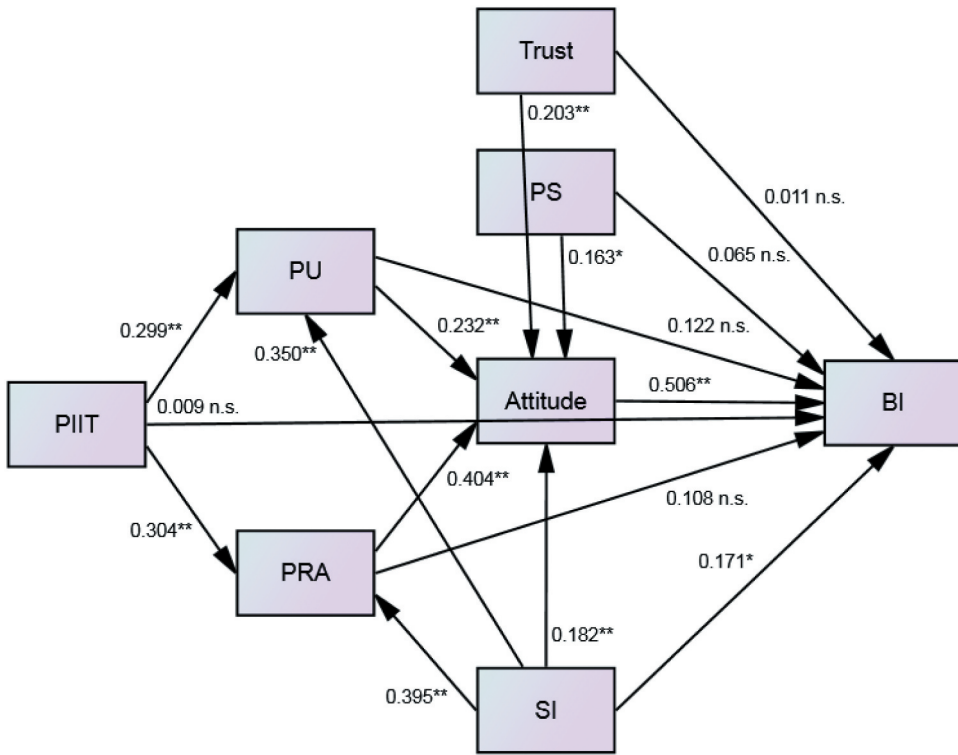 Trust
0.203**
PS
0.011 n.s.
0.163*
0.065 n.s.
PU
0.299**
0.350**
0.232**
0.122 n.s.
PIIT
0.009 n.s.
Attitude
0.506**
BI
0.404**
0.304**
PRA
0.108 n.s.
0.171*
0.182**
0.395**
SI